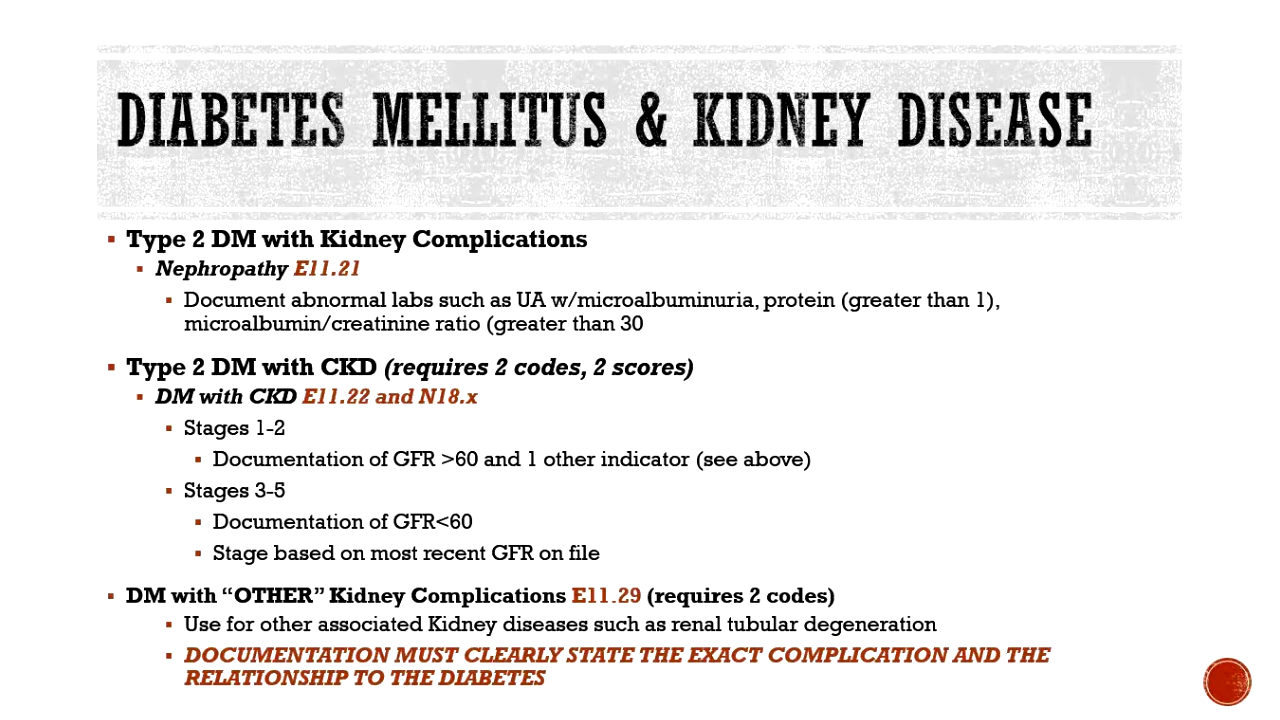 DIABETES MELLITUS & KIDNEY DISEASE
Type 2 DM with Kidney Complications
Nephropathy E11.21
Document abnormal labs such as UA w/microalbuminuria, protein (greater than 1),
microalbumin/creatinine ratio (greater than 30
Type 2 DM with CKD (requires 2 codes, 2 scores)
DM with CKD E11.22 and N18.x
Stages 1-2
Documentation of GFR >60 and 1 other indicator (see above)
Stages 3-5
Documentation of GFR<60
Stage based on most recent GFR on file
DM with “OTHER” Kidney Complications E11.29 (requires 2 codes)
Use for other associated Kidney diseases such as renal tubular degeneration
DOCUMENTATION MUST CLEARLY STATE THE EXACT COMPLICATION AND THE
RELATIONSHIP TO THE DIABETES